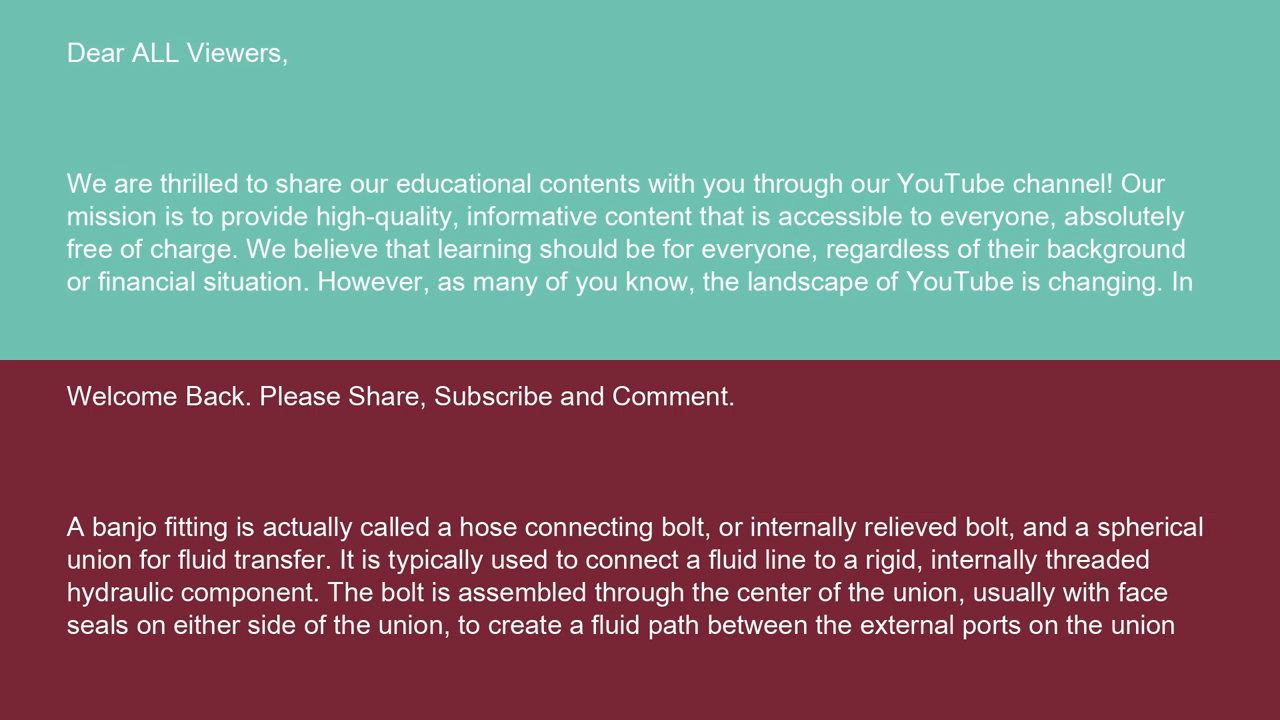 Dear ALL Viewers,
We are thrilled to share our educational contents with you through our YouTube channel! Our
mission is to provide high-quality, informative content that is accessible to everyone, absolutely
free of charge. We believe that learning should be for everyone, regardless of their background
or financial situation. However, as many of you know, the landscape of YouTube is changing. In
Welcome Back. Please Share, Subscribe and Comment.
A banjo fitting is actually called a hose connecting bolt, or internally relieved bolt, and a spherical
union for fluid transfer. It is typically used to connect a fluid line to a rigid, internally threaded
hydraulic component. The bolt is assembled through the center of the union, usually with face
seals on either side of the union, to create a fluid path between the external ports on the union